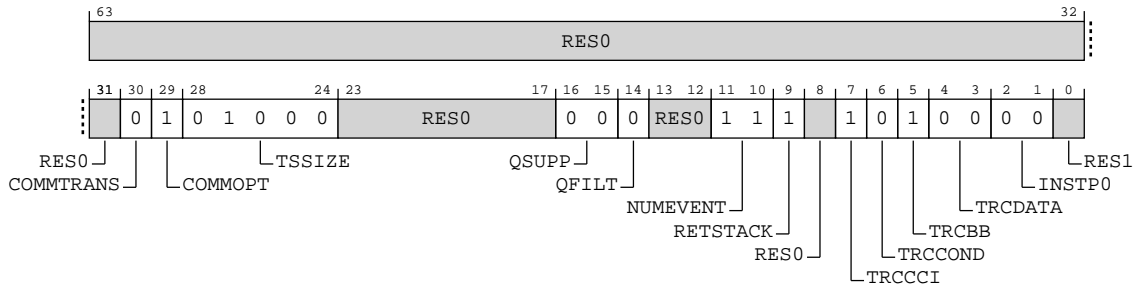 63 32
RES0
31 30 29 28 24 23 17 16 15 14 13 12 11 10 9 8 7 6 5 4 3 2 1 0
0 1 0 1 0 0 0 RES0 0 0 0 RES0 1 1 1 1 0 1 0 0 0 0
RES0 TSSIZE QSUPP RES1
COMMTRANS COMMOPT QFILT INSTP0
NUMEVENT TRCDATA
RETSTACK TRCBB
RES0 TRCCOND
TRCCCI